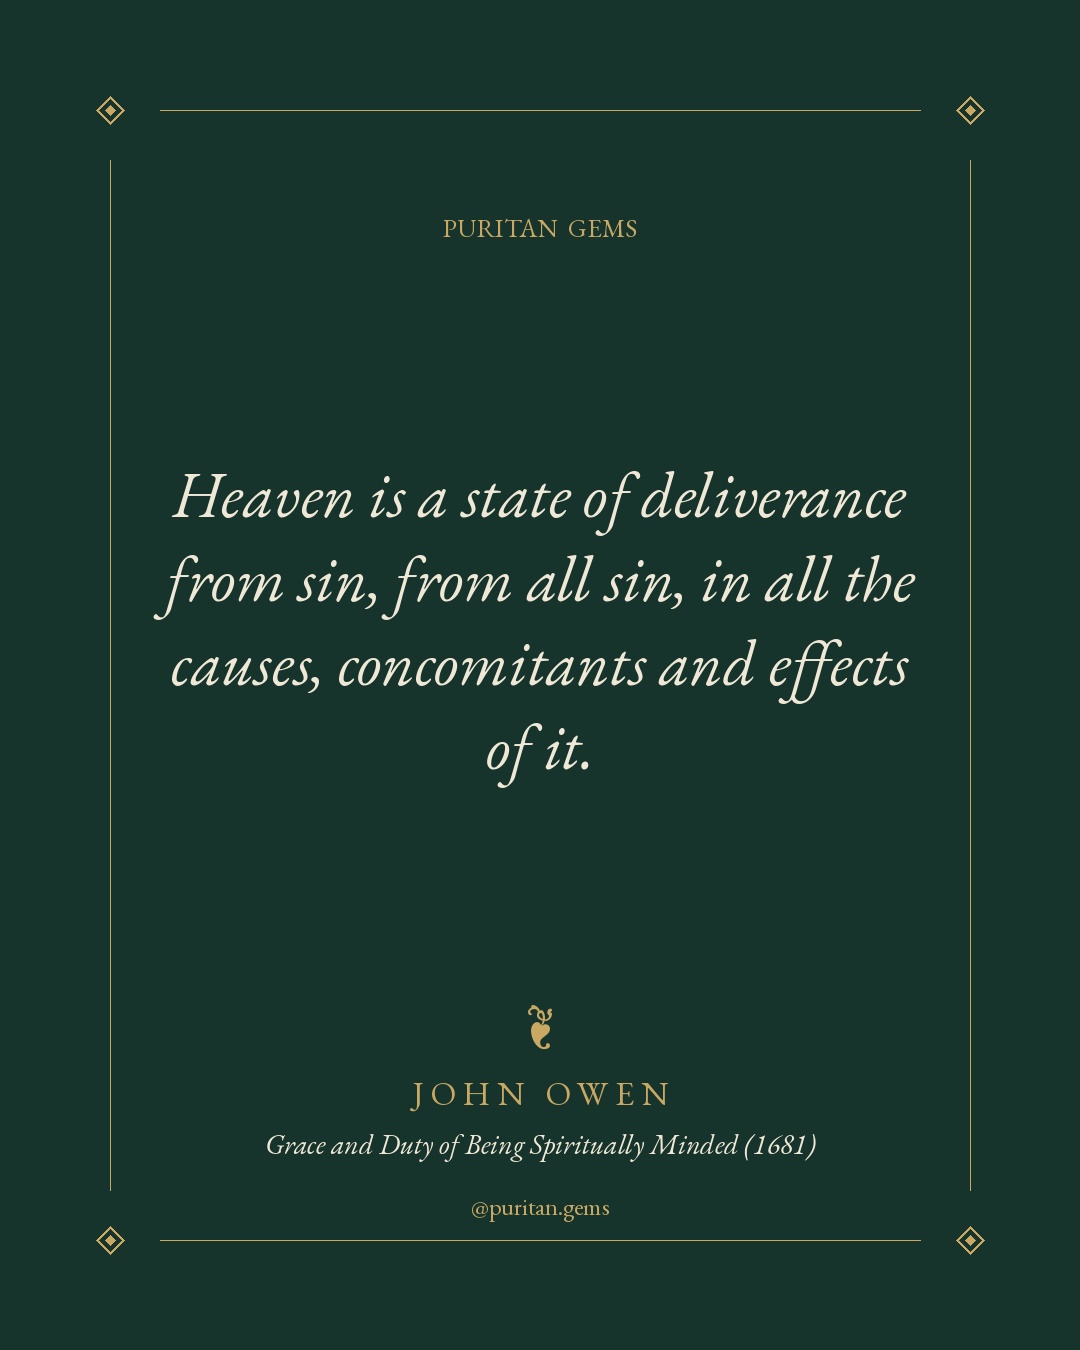 PURITAN GEMS
Heaven is a state of deliverance
from sin, from all sin, in all the
causes, concomitants and effects
of it.
JOHN OWEN
Grace and Duty of Being Spiritually Minded (1681)
@puritan.gems